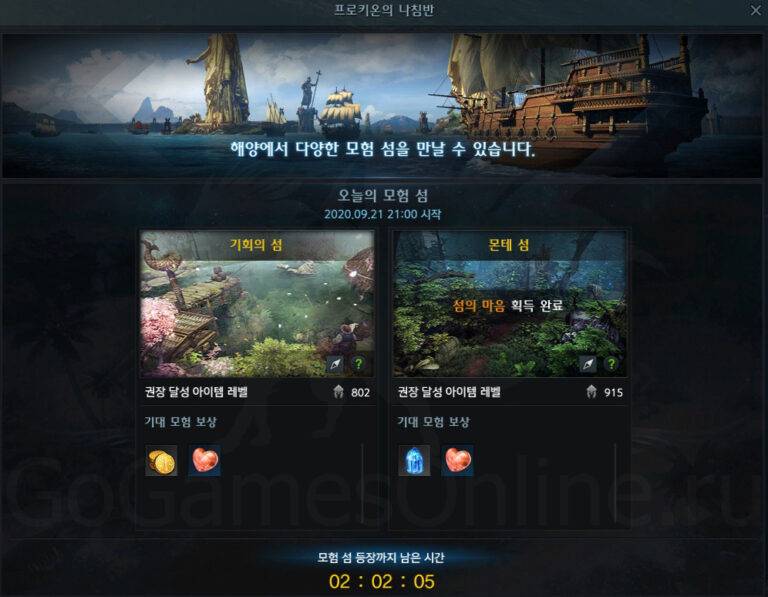 프로키온의 나침반
해양에서 다양한 모험 섬을 만날 수 있습니다.
오늘의 모험 섬
2020.09.21 21:00 시작
기회의 섬
몬테 섬
섬의 마음 획득 완료
?
?
권장 달성 아이템 레벨 802
권장 달성 아이템 레벨 915
기대 모험 보상
기대 모험 보상
GoGamesOnline.ru
모험 섬 등장까지 남은 시간
02 : 02 : 05